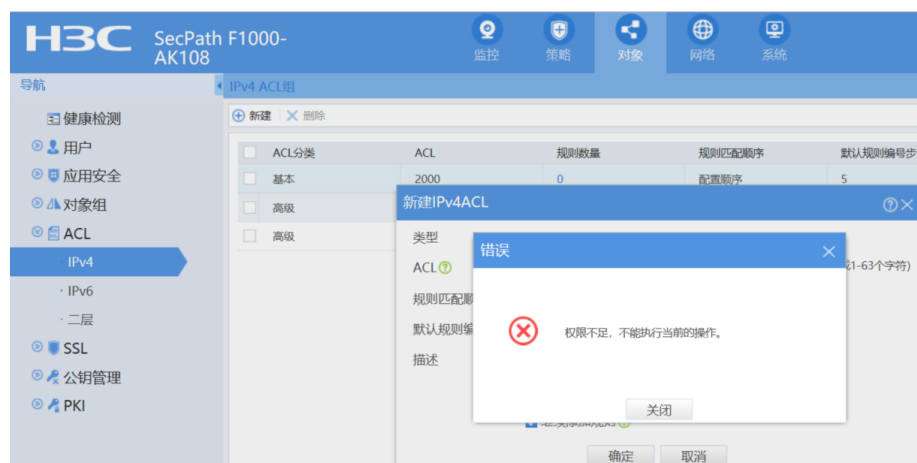 H3C SecPath F1000-
AK108
监控 策略 对象 网络 系统
导航
IPv4 ACL组
健康检测
新建 删除
用户
ACL分类 ACL 规则数量 规则匹配顺序 默认规则编号步
应用安全
基本 2000 0 配置顺序 5
对象组
高级
新建IPv4ACL
ACL
高级
类型
错误
IPv4
ACL
1-63个字符)
IPv6
规则匹配顺
二层
默认规则编
权限不足，不能执行当前的操作。
SSL
描述
公钥管理
PKI
关闭
继续添加规则
确定 取消